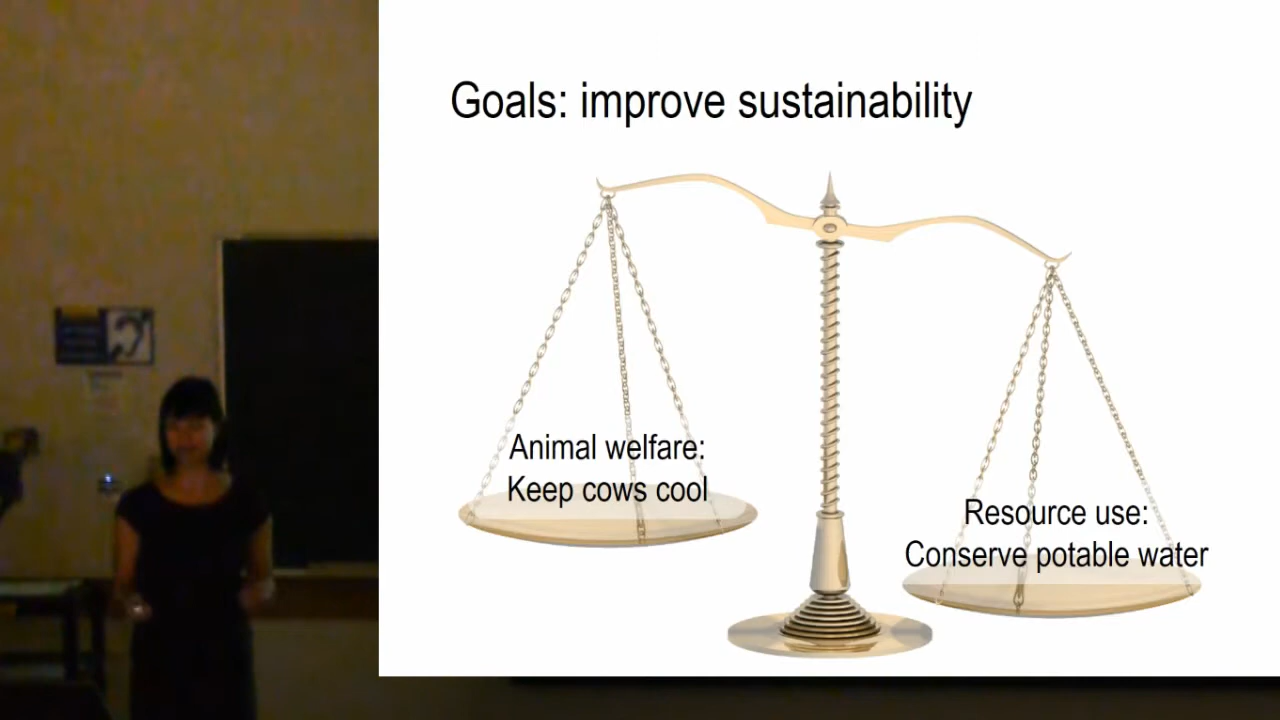 Goals: improve sustainability
Animal welfare:
Keep cows cool
Resource use:
Conserve potable water